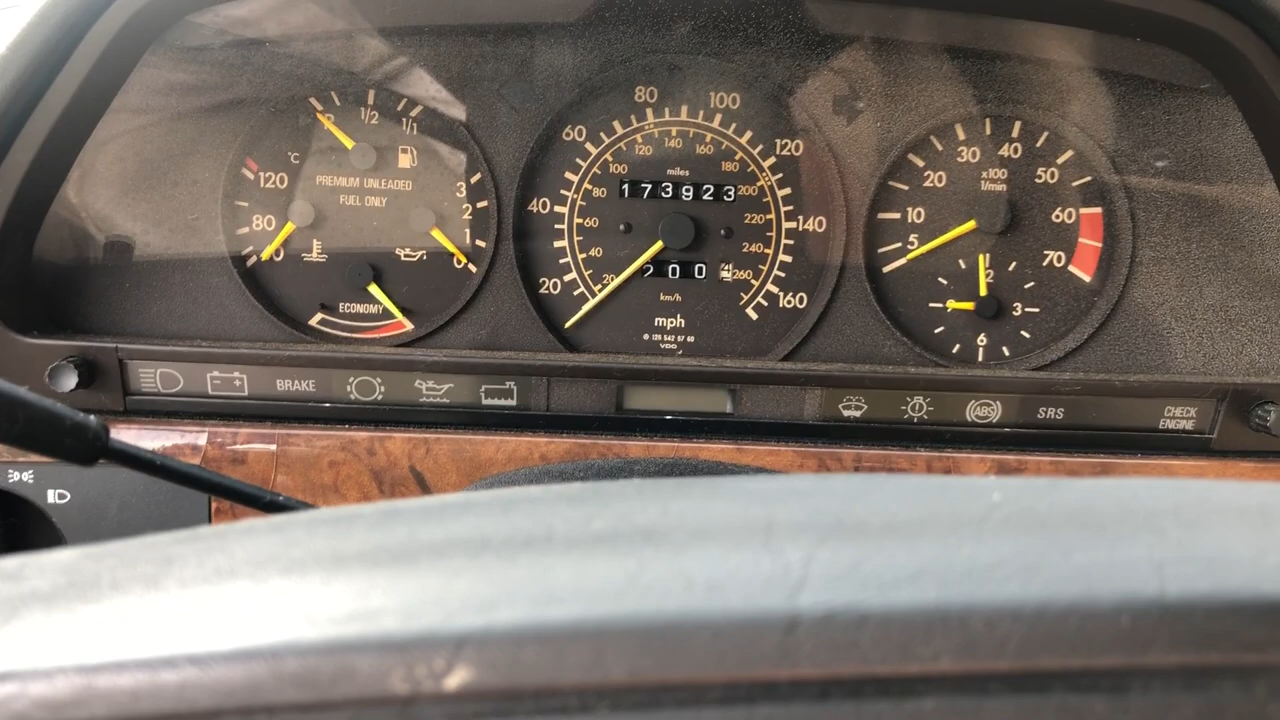 R 1/2 1/1
°C
120
80
40
PREMIUM UNLEADED
FUEL ONLY
3
2
1
0
ECONOMY
20
40
60
80
100
120
140
160
20
40
60
80
100
120
140
160
180
200
220
240
260
miles
173923
200 4
km/h
mph
126 542 57 60
VDO
5
10
20
30
40
50
60
70
x100
1/min
12
3
6
9
BRAKE
ABS
SRS
CHECK
ENGINE